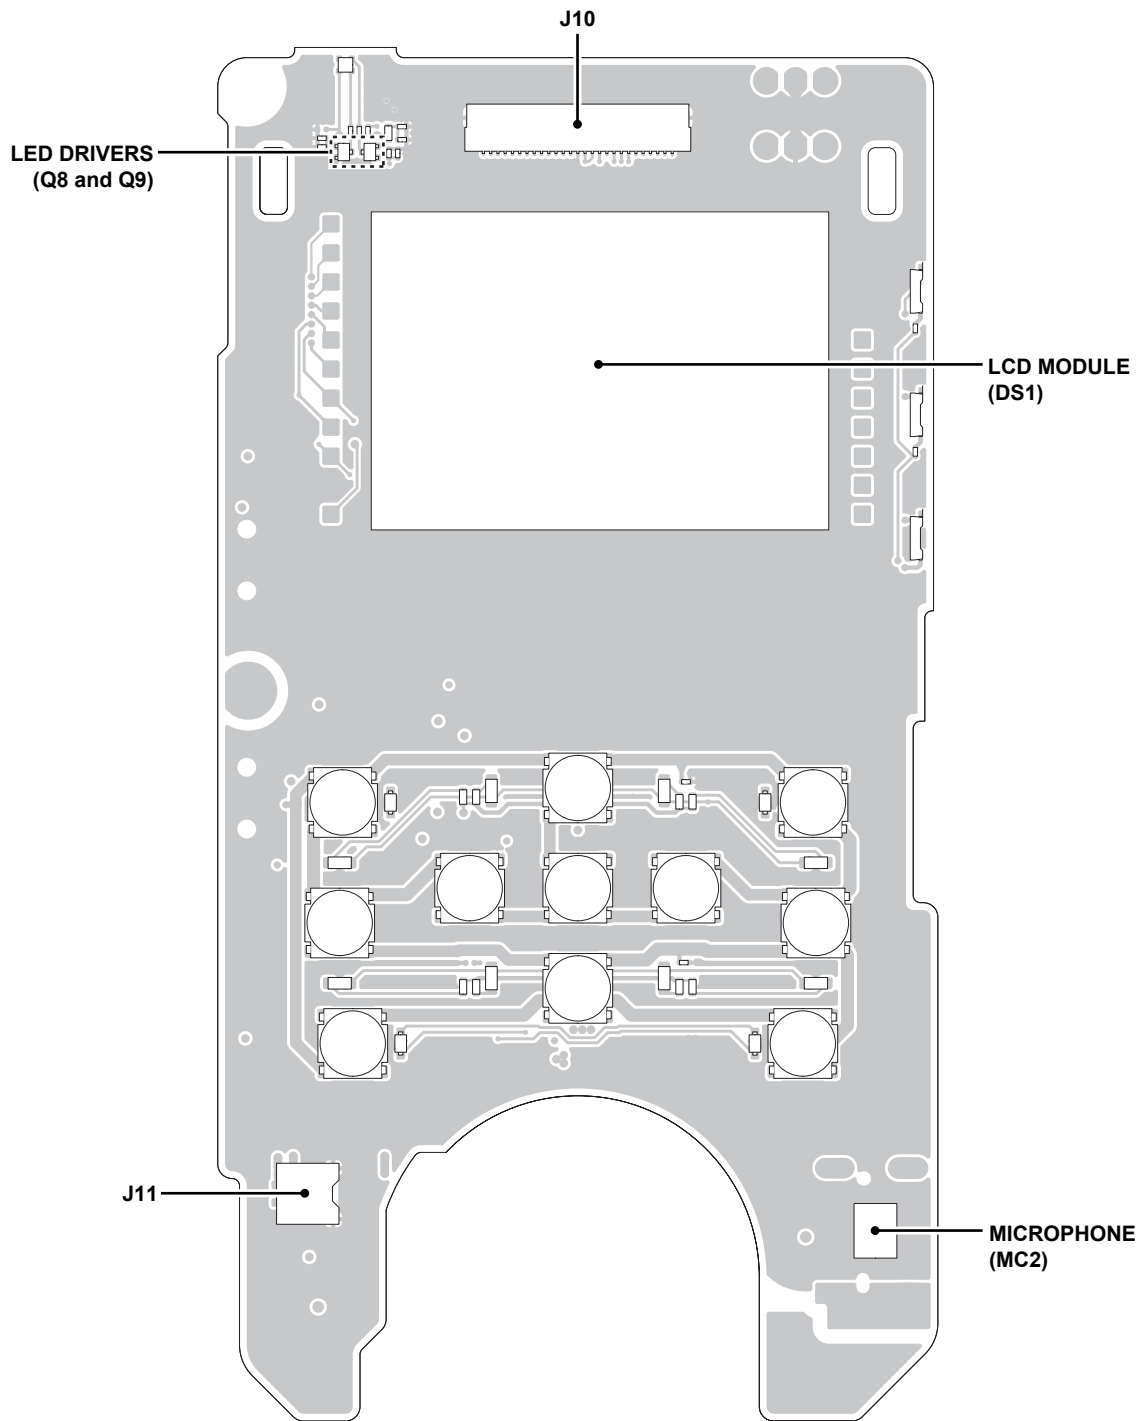 J10
LED DRIVERS
(Q8 and Q9)
LCD MODULE
(DS1)
J11
MICROPHONE
(MC2)